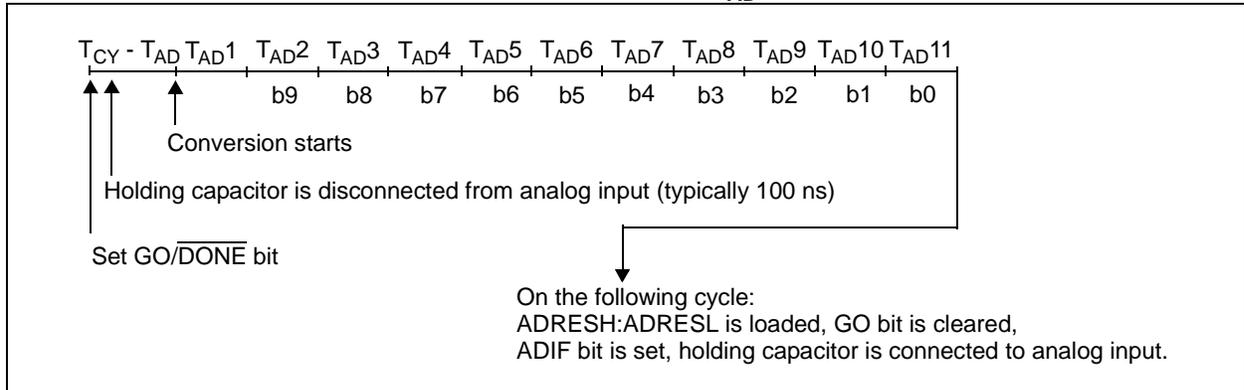 AD
TCY - TAD TAD1 TAD2 TAD3 TAD4 TAD5 TAD6 TAD7 TAD8 TAD9 TAD10 TAD11
b9 b8 b7 b6 b5 b4 b3 b2 b1 b0
Conversion starts
Holding capacitor is disconnected from analog input (typically 100 ns)
Set GO/DONE bit
On the following cycle:
ADRESH:ADRESL is loaded, GO bit is cleared,
ADIF bit is set, holding capacitor is connected to analog input.